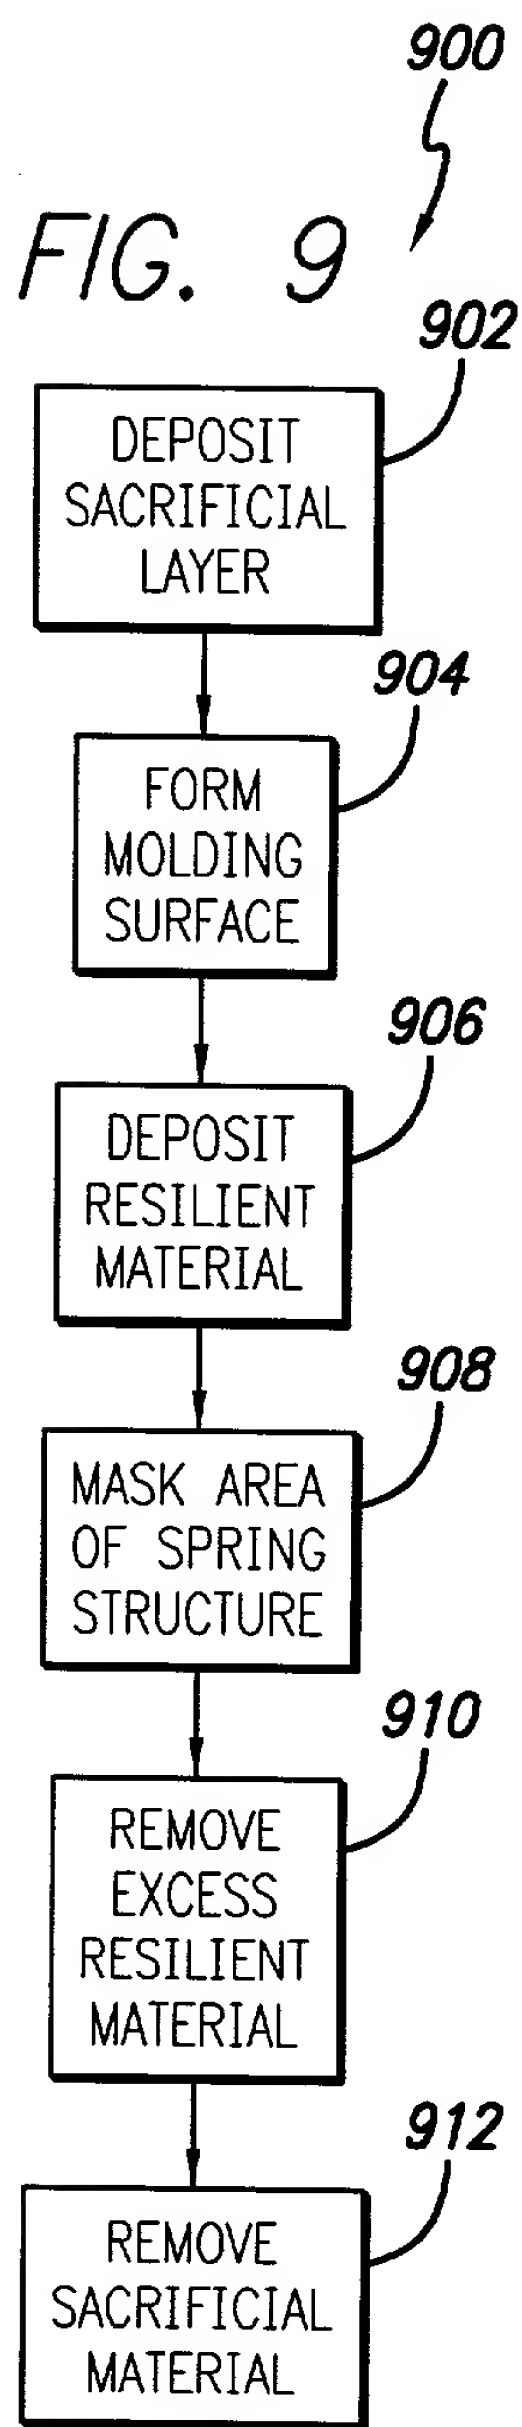 900
FIG. 9
902
DEPOSIT
SACRIFICIAL
LAYER
904
FORM
MOLDING
SURFACE
906
DEPOSIT
RESILIENT
MATERIAL
908
MASK AREA
OF SPRING
STRUCTURE
910
REMOVE
EXCESS
RESILIENT
MATERIAL
912
REMOVE
SACRIFICIAL
MATERIAL